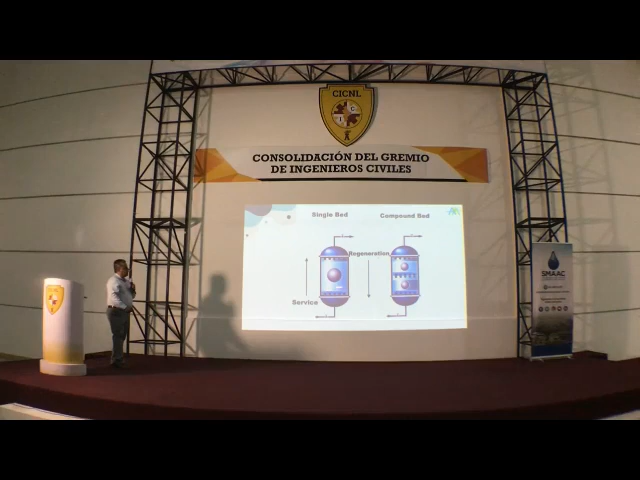 CICNL
I C
CONSOLIDACIÓN DEL GREMIO
DE INGENIEROS CIVILES
Single Bed
Compound Bed
Regeneration
Service
SMAAC